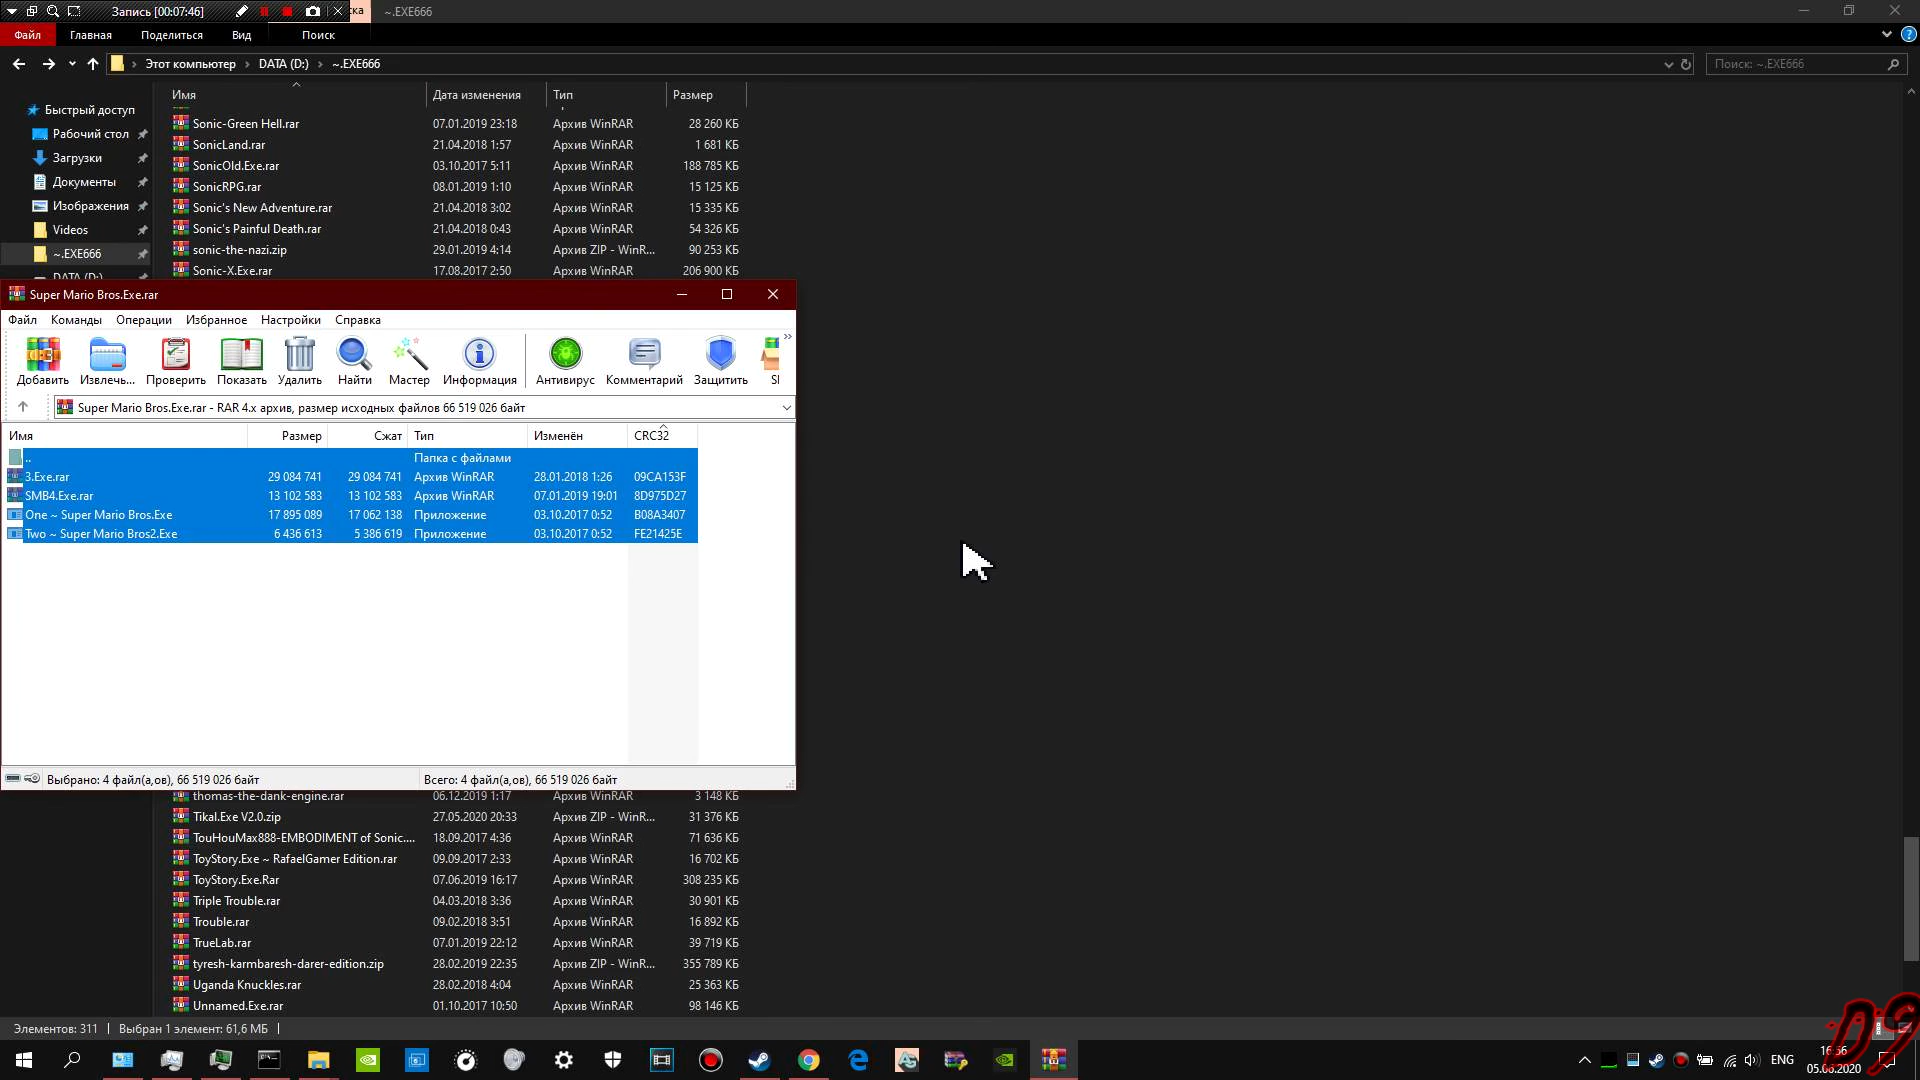 Запись [00:07:46]
ка
~.EXE666
Файл
Главная
Поделиться
Вид
Поиск
Этот компьютер
DATA (D:)
~.EXE666
Поиск: ~.EXE666
Имя
Дата изменения
Тип
Размер
Быстрый доступ
Рабочий стол
Загрузки
Документы
Изображения
Videos
~.EXE666
DATA (D:)
Sonic-Green Hell.rar 07.01.2019 23:18 Архив WinRAR 28 260 КБ
SonicLand.rar 21.04.2018 1:57 Архив WinRAR 1 681 КБ
SonicOld.Exe.rar 03.10.2017 5:11 Архив WinRAR 188 785 КБ
SonicRPG.rar 08.01.2019 1:10 Архив WinRAR 15 125 КБ
Sonic's New Adventure.rar 21.04.2018 3:02 Архив WinRAR 15 335 КБ
Sonic's Painful Death.rar 21.04.2018 0:43 Архив WinRAR 54 326 КБ
sonic-the-nazi.zip 29.01.2019 4:14 Архив ZIP - WinR... 90 253 КБ
Sonic-X.Exe.rar 17.08.2017 2:50 Архив WinRAR 206 900 КБ
Super Mario Bros.Exe.rar
Файл Команды Операции Избранное Настройки Справка
Добавить Извлечь... Проверить Показать Удалить Найти Мастер Информация Антивирус Комментарий Защитить SI
Super Mario Bros.Exe.rar - RAR 4.x архив, размер исходных файлов 66 519 026 байт
Имя Размер Сжат Тип Изменён CRC32
.. Папка с файлами
3.Exe.rar 29 084 741 29 084 741 Архив WinRAR 28.01.2018 1:26 09CA153F
SMB4.Exe.rar 13 102 583 13 102 583 Архив WinRAR 07.01.2019 19:01 8D975D27
One ~ Super Mario Bros.Exe 17 895 089 17 062 138 Приложение 03.10.2017 0:52 B08A3407
Two ~ Super Mario Bros2.Exe 6 436 613 5 386 619 Приложение 03.10.2017 0:52 FE21425E
Выбрано: 4 файл(а,ов), 66 519 026 байт
Всего: 4 файл(а,ов), 66 519 026 байт
thomas-the-dank-engine.rar 06.12.2019 1:17 Архив WinRAR 3 148 КБ
Tikal.Exe V2.0.zip 27.05.2020 20:33 Архив ZIP - WinR... 31 376 КБ
TouHouMax888-EMBODIMENT of Sonic.... 18.09.2017 4:36 Архив WinRAR 71 636 КБ
ToyStory.Exe ~ RafaelGamer Edition.rar 09.09.2017 2:33 Архив WinRAR 16 702 КБ
ToyStory.Exe.Rar 07.06.2019 16:17 Архив WinRAR 308 235 КБ
Triple Trouble.rar 04.03.2018 3:36 Архив WinRAR 30 901 КБ
Trouble.rar 09.02.2018 3:51 Архив WinRAR 16 892 КБ
TrueLab.rar 07.01.2019 22:12 Архив WinRAR 39 719 КБ
tyresh-karmbaresh-darer-edition.zip 28.02.2019 22:35 Архив ZIP - WinR... 355 789 КБ
Uganda Knuckles.rar 28.02.2018 4:04 Архив WinRAR 25 363 КБ
Unnamed.Exe.rar 01.10.2017 10:50 Архив WinRAR 98 146 КБ
Элементов: 311
Выбран 1 элемент: 61,6 МБ
D9
ENG
16:56
05.06.2020